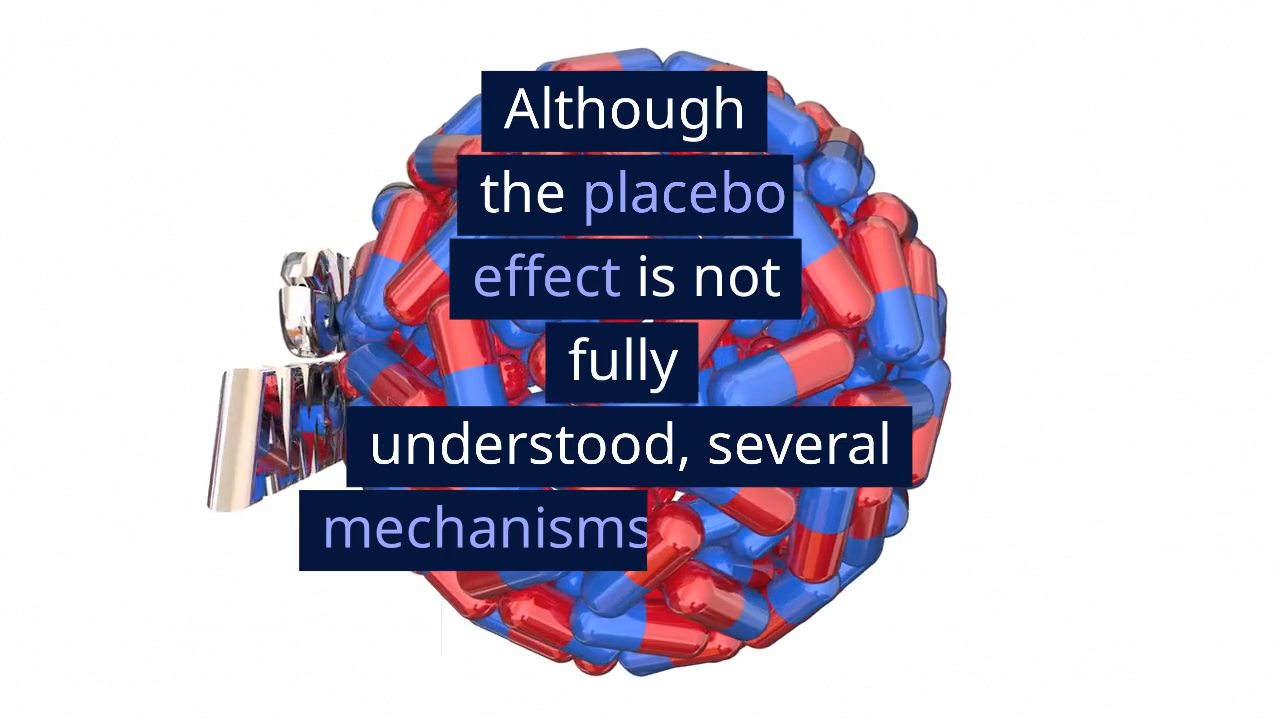 Although
the placebo
effect is not
fully
understood, several
mechanisms